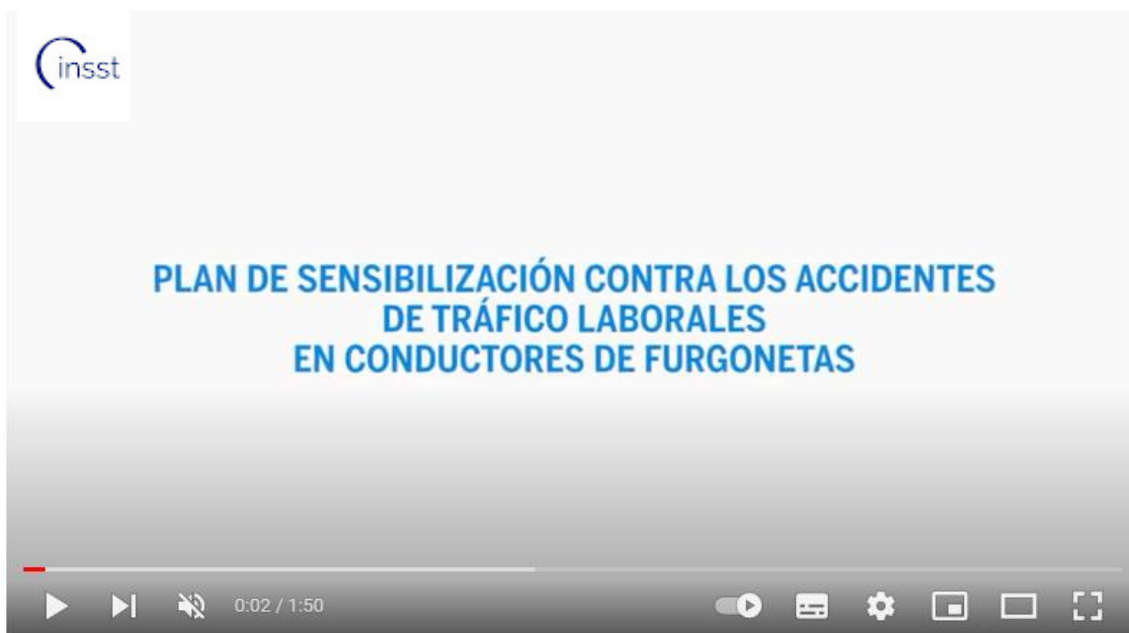 insst
PLAN DE SENSIBILIZACIÓN CONTRA LOS ACCIDENTES
DE TRÁFICO LABORALES
EN CONDUCTORES DE FURGONETAS
0:02 / 1:50